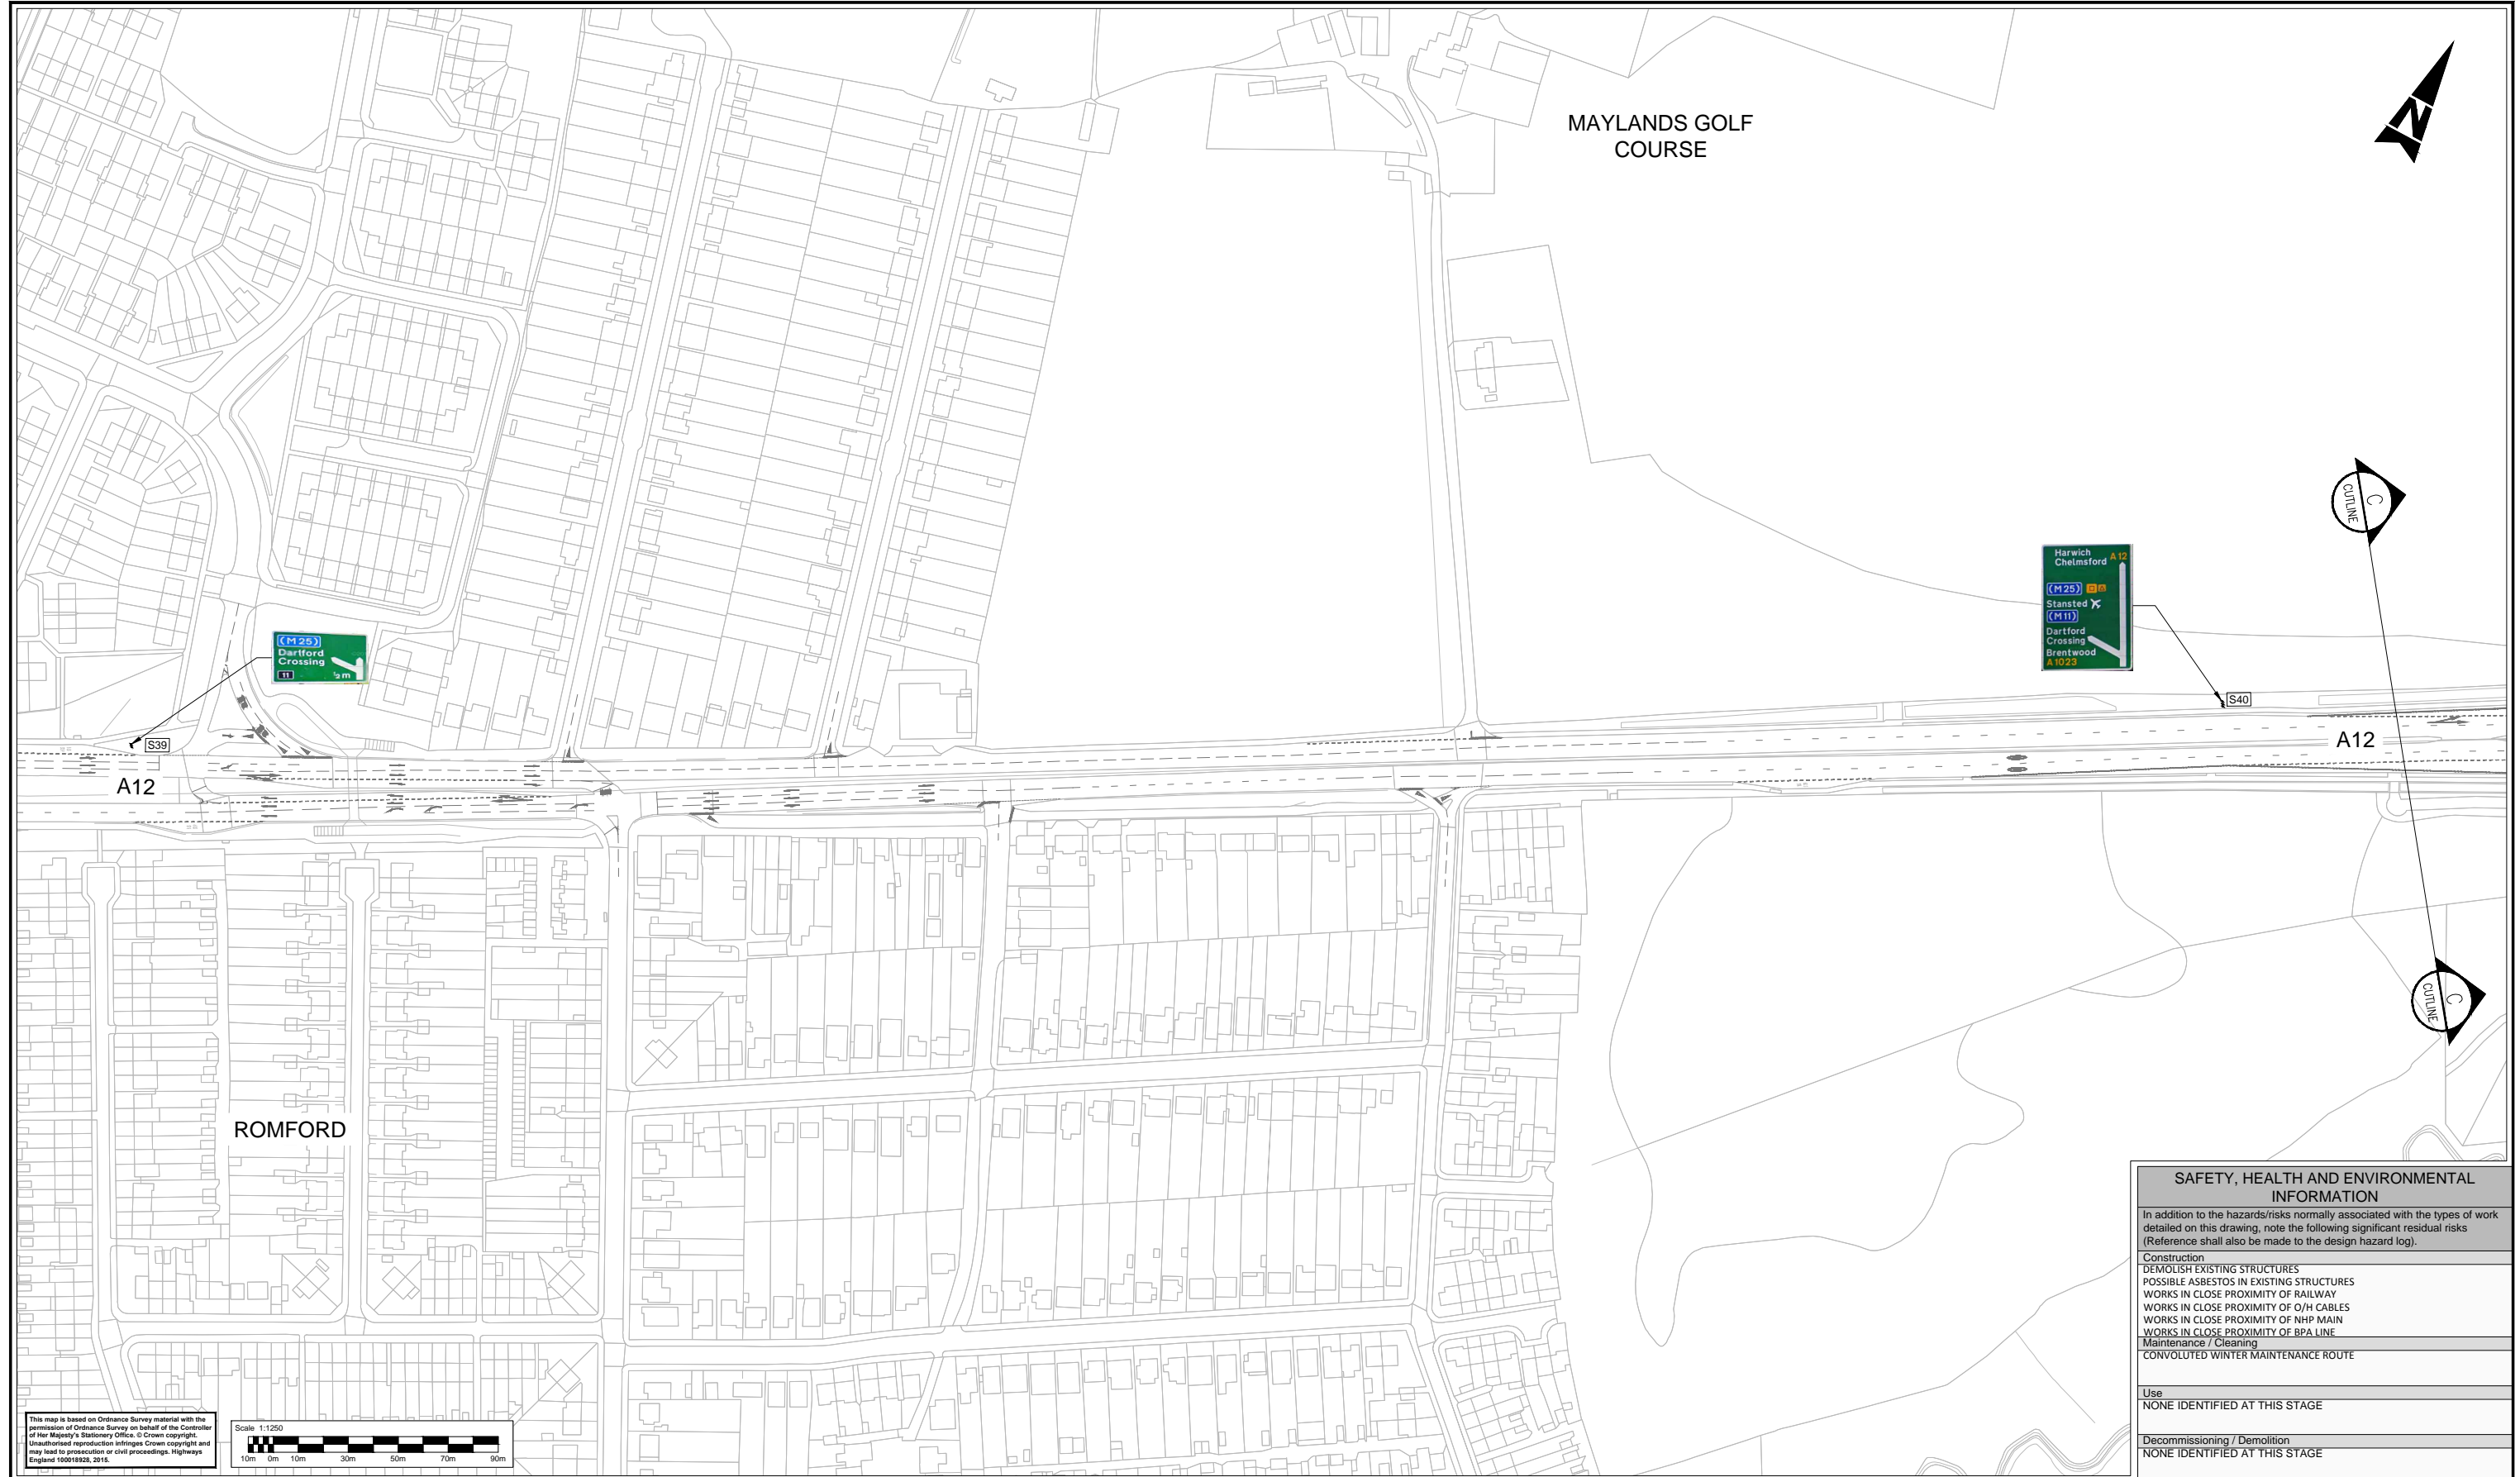 MAYLANDS GOLF
COURSE
N
C
CUTLINE
Harwich
Chelmsford A 12
(M 25)
Stansted
(M 11)
Dartford
Crossing
Brentwood
A 1023
S40
A12
(M 25)
Dartford
Crossing
11 ½ m
S39
A12
C
CUTLINE
ROMFORD
SAFETY, HEALTH AND ENVIRONMENTAL
INFORMATION
In addition to the hazards/risks normally associated with the types of work
detailed on this drawing, note the following significant residual risks
(Reference shall also be made to the design hazard log).
Construction
DEMOLISH EXISTING STRUCTURES
POSSIBLE ASBESTOS IN EXISTING STRUCTURES
WORKS IN CLOSE PROXIMITY OF RAILWAY
WORKS IN CLOSE PROXIMITY OF O/H CABLES
WORKS IN CLOSE PROXIMITY OF NHP MAIN
WORKS IN CLOSE PROXIMITY OF BPA LINE
Maintenance / Cleaning
CONVOLUTED WINTER MAINTENANCE ROUTE
Use
NONE IDENTIFIED AT THIS STAGE
Decommissioning / Demolition
NONE IDENTIFIED AT THIS STAGE
This map is based on Ordnance Survey material with the
permission of Ordnance Survey on behalf of the Controller
of Her Majesty's Stationery Office. © Crown copyright.
Unauthorised reproduction infringes Crown copyright and
may lead to prosecution or civil proceedings. Highways
England 100018928, 2015.
Scale 1:1250
10m 0m 10m 30m 50m 70m 90m